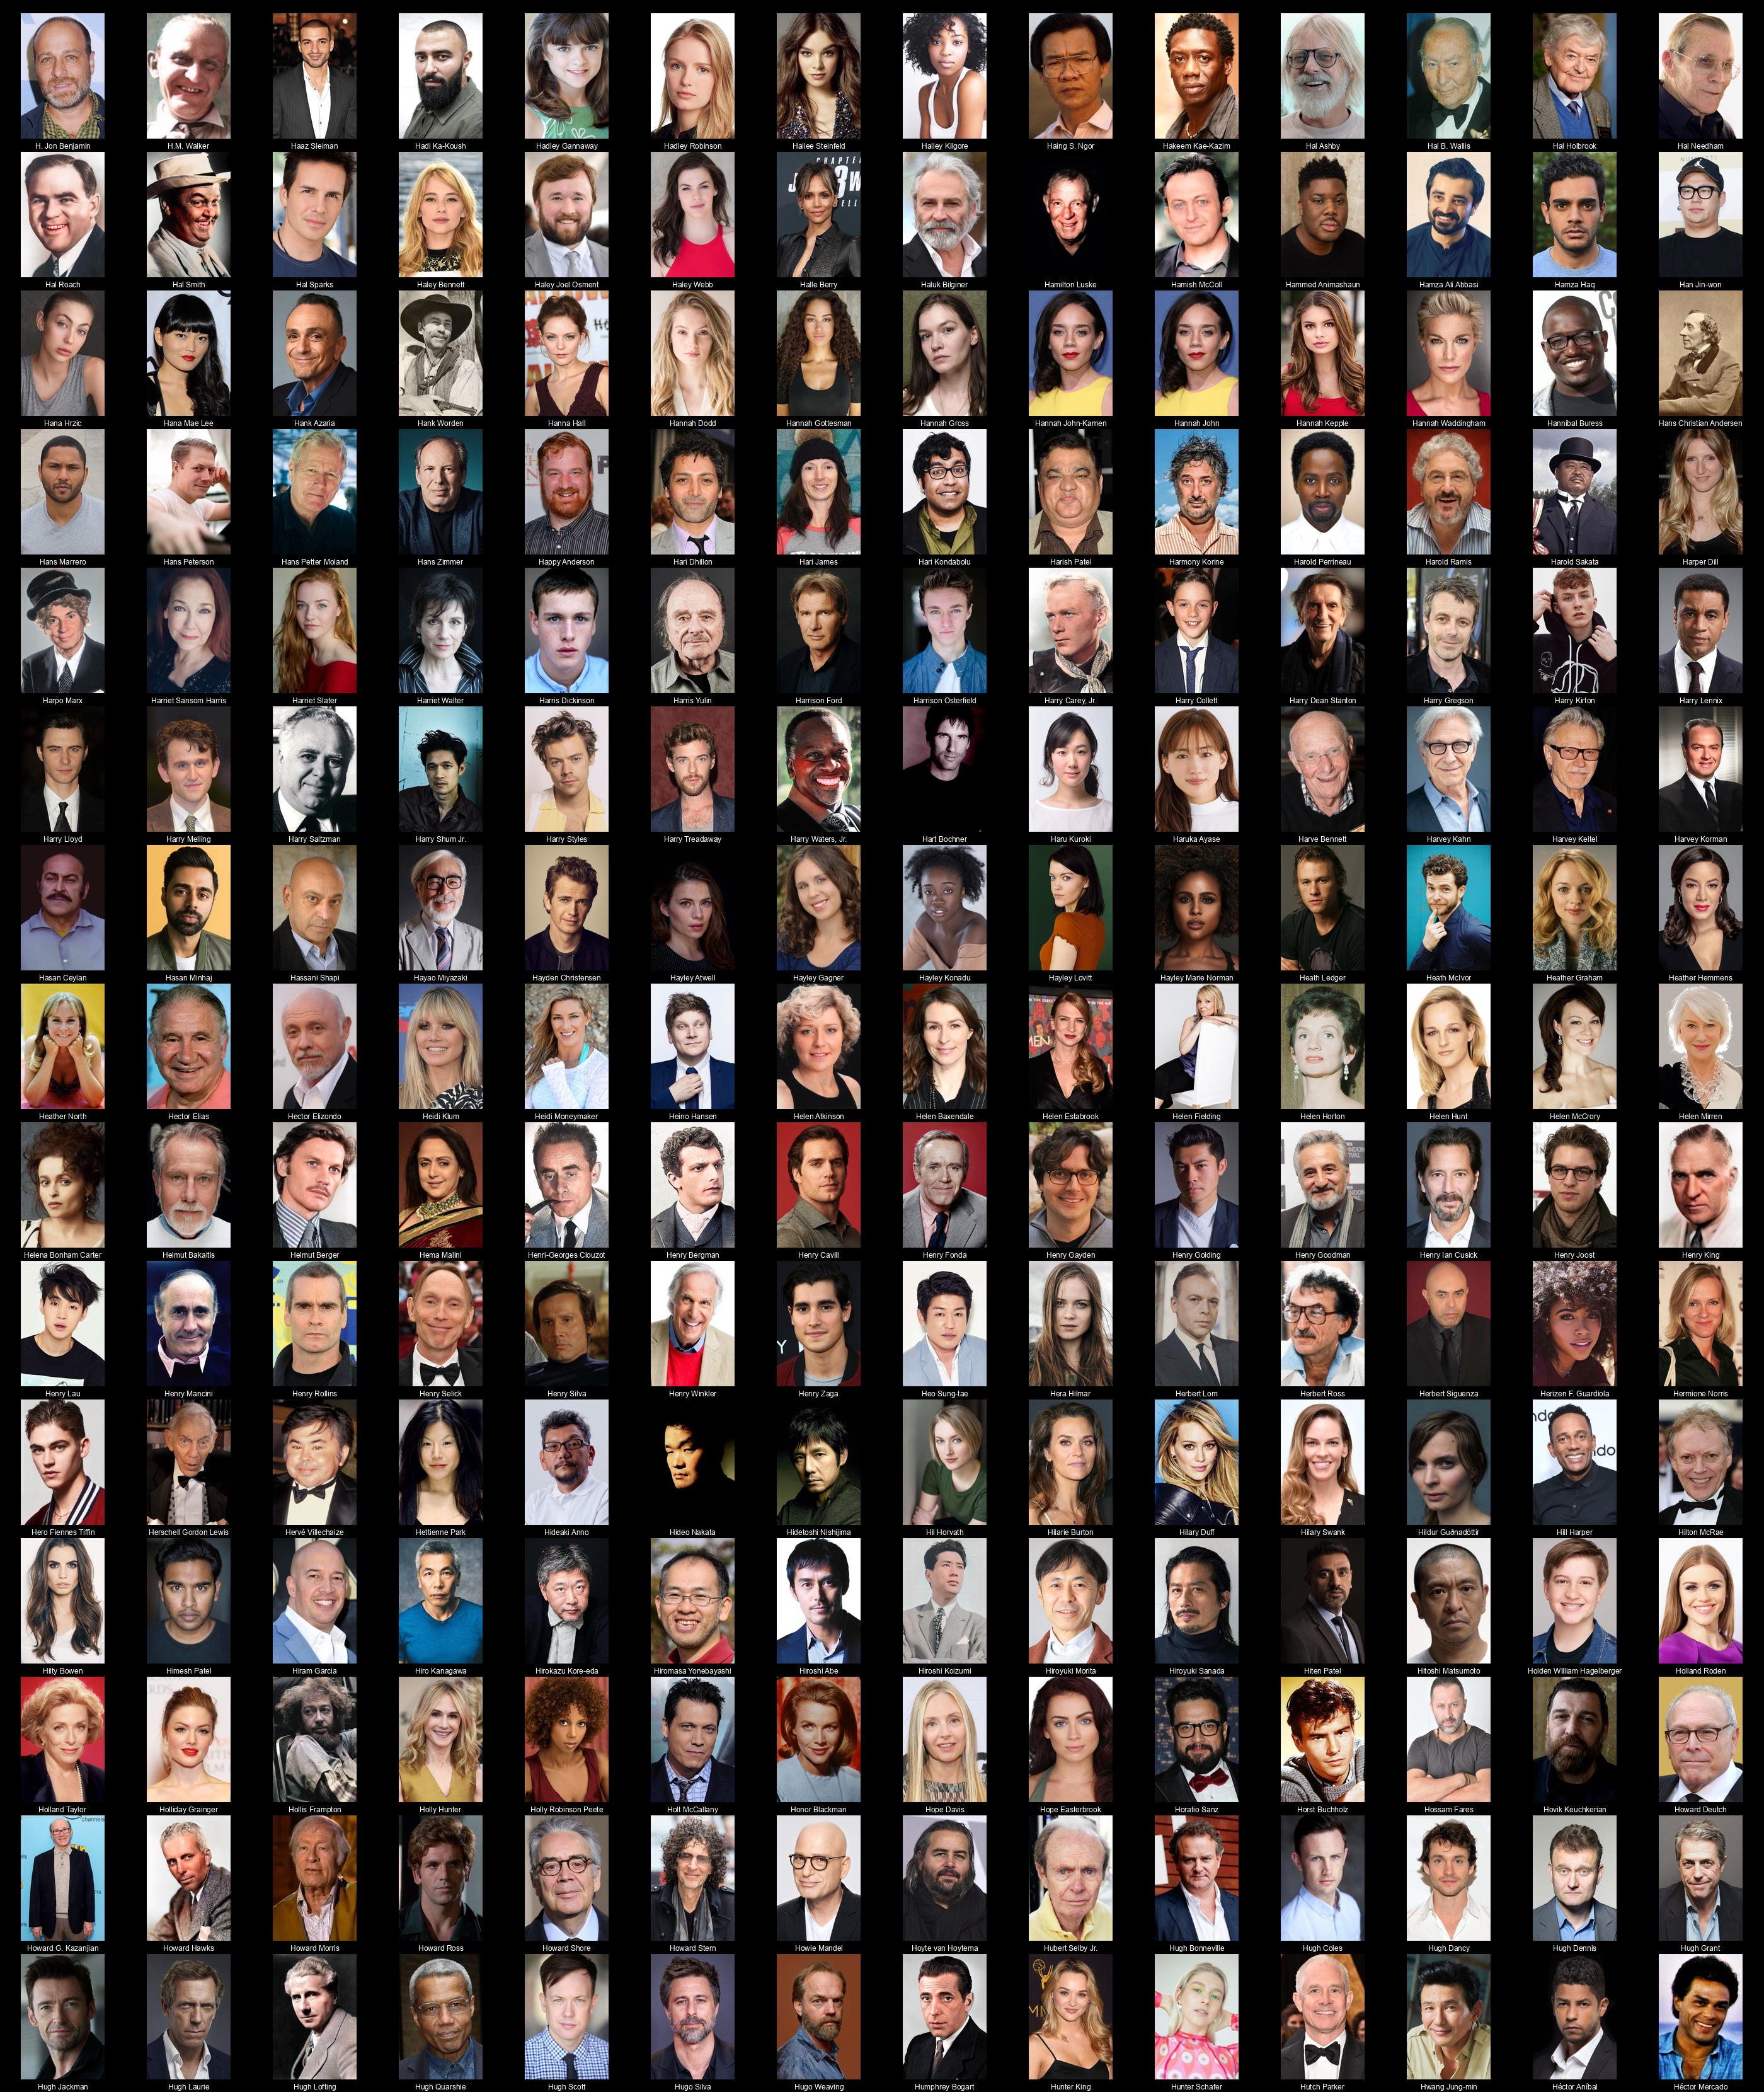 H. Jon Benjamin H.M. Walker Haaz Sleiman Hadi Ka-Koush Hadley Gannaway Hadley Robinson Hailee Steinfeld Hailey Kilgore Haing S. Ngor Hakeem Kae-Kazim Hal Ashby Hal B. Wallis Hal Holbrook Hal Needham
Hal Roach Hal Smith Hal Sparks Haley Bennett Haley Joel Osment Haley Webb Halle Berry Haluk Bilginer Hamilton Luske Hamish McColl Hammed Animashaun Hamza Ali Abbasi Hamza Haq Han Jin-won
Hana Hrzic Hana Mae Lee Hank Azaria Hank Worden Hanna Hall Hannah Dodd Hannah Gottesman Hannah Gross Hannah John-Kamen Hannah John Hannah Kepple Hannah Waddingham Hannibal Buress Hans Christian Andersen
Hans Marrero Hans Peterson Hans Petter Moland Hans Zimmer Happy Anderson Hari Dhillon Hari James Hari Kondabolu Harish Patel Harmony Korine Harold Perrineau Harold Ramis Harold Sakata Harper Dill
Harpo Marx Harriet Sansom Harris Harriet Slater Harriet Walter Harris Dickinson Harris Yulin Harrison Ford Harrison Osterfield Harry Carey, Jr. Harry Collett Harry Dean Stanton Harry Gregson Harry Kirton Harry Lennix
Harry Lloyd Harry Melling Harry Saltzman Harry Shum Jr. Harry Styles Harry Treadaway Harry Waters, Jr. Hart Bochner Haru Kuroki Haruka Ayase Harve Bennett Harvey Kahn Harvey Keitel Harvey Korman
Hasan Ceylan Hasan Minhaj Hassani Shapi Hayao Miyazaki Hayden Christensen Hayley Atwell Hayley Gagner Hayley Konadu Hayley Lovitt Hayley Marie Norman Heath Ledger Heath McIvor Heather Graham Heather Hemmens
Heather North Hector Elias Hector Elizondo Heidi Klum Heidi Moneymaker Heino Hansen Helen Atkinson Helen Baxendale Helen Estabrook Helen Fielding Helen Horton Helen Hunt Helen McCrory Helen Mirren
Helena Bonham Carter Helmut Bakaitis Helmut Berger Hema Malini Henri-Georges Clouzot Henry Bergman Henry Cavill Henry Fonda Henry Gayden Henry Golding Henry Goodman Henry Ian Cusick Henry Joost Henry King
Henry Lau Henry Mancini Henry Rollins Henry Selick Henry Silva Henry Winkler Henry Zaga Heo Sung-tae Hera Hilmar Herbert Lom Herbert Ross Herbert Siguenza Herizen F. Guardiola Hermione Norris
Hero Fiennes Tiffin Herschell Gordon Lewis Hervé Villechaize Hettienne Park Hideaki Anno Hideo Nakata Hidetoshi Nishijima Hil Horvath Hilarie Burton Hilary Duff Hilary Swank Hildur Guðnadóttir Hill Harper Hilton McRae
Hilty Bowen Himesh Patel Hiram Garcia Hiro Kanagawa Hirokazu Kore-eda Hiromasa Yonebayashi Hiroshi Abe Hiroshi Koizumi Hiroyuki Morita Hiroyuki Sanada Hiten Patel Hitoshi Matsumoto Holden William Hagelberger Holland Roden
Holland Taylor Holliday Grainger Hollis Frampton Holly Hunter Holly Robinson Peete Holt McCallany Honor Blackman Hope Davis Hope Easterbrook Horatio Sanz Horst Buchholz Hossam Fares Hovik Keuchkerian Howard Deutch
Howard G. Kazanjian Howard Hawks Howard Morris Howard Ross Howard Shore Howard Stern Howie Mandel Hoyte van Hoytema Hubert Selby Jr. Hugh Bonneville Hugh Coles Hugh Dancy Hugh Dennis Hugh Grant
Hugh Jackman Hugh Laurie Hugh Lofting Hugh Quarshie Hugh Scott Hugo Silva Hugo Weaving Humphrey Bogart Hunter King Hunter Schafer Hutch Parker Hwang Jung-min Héctor Aníbal Héctor Mercado